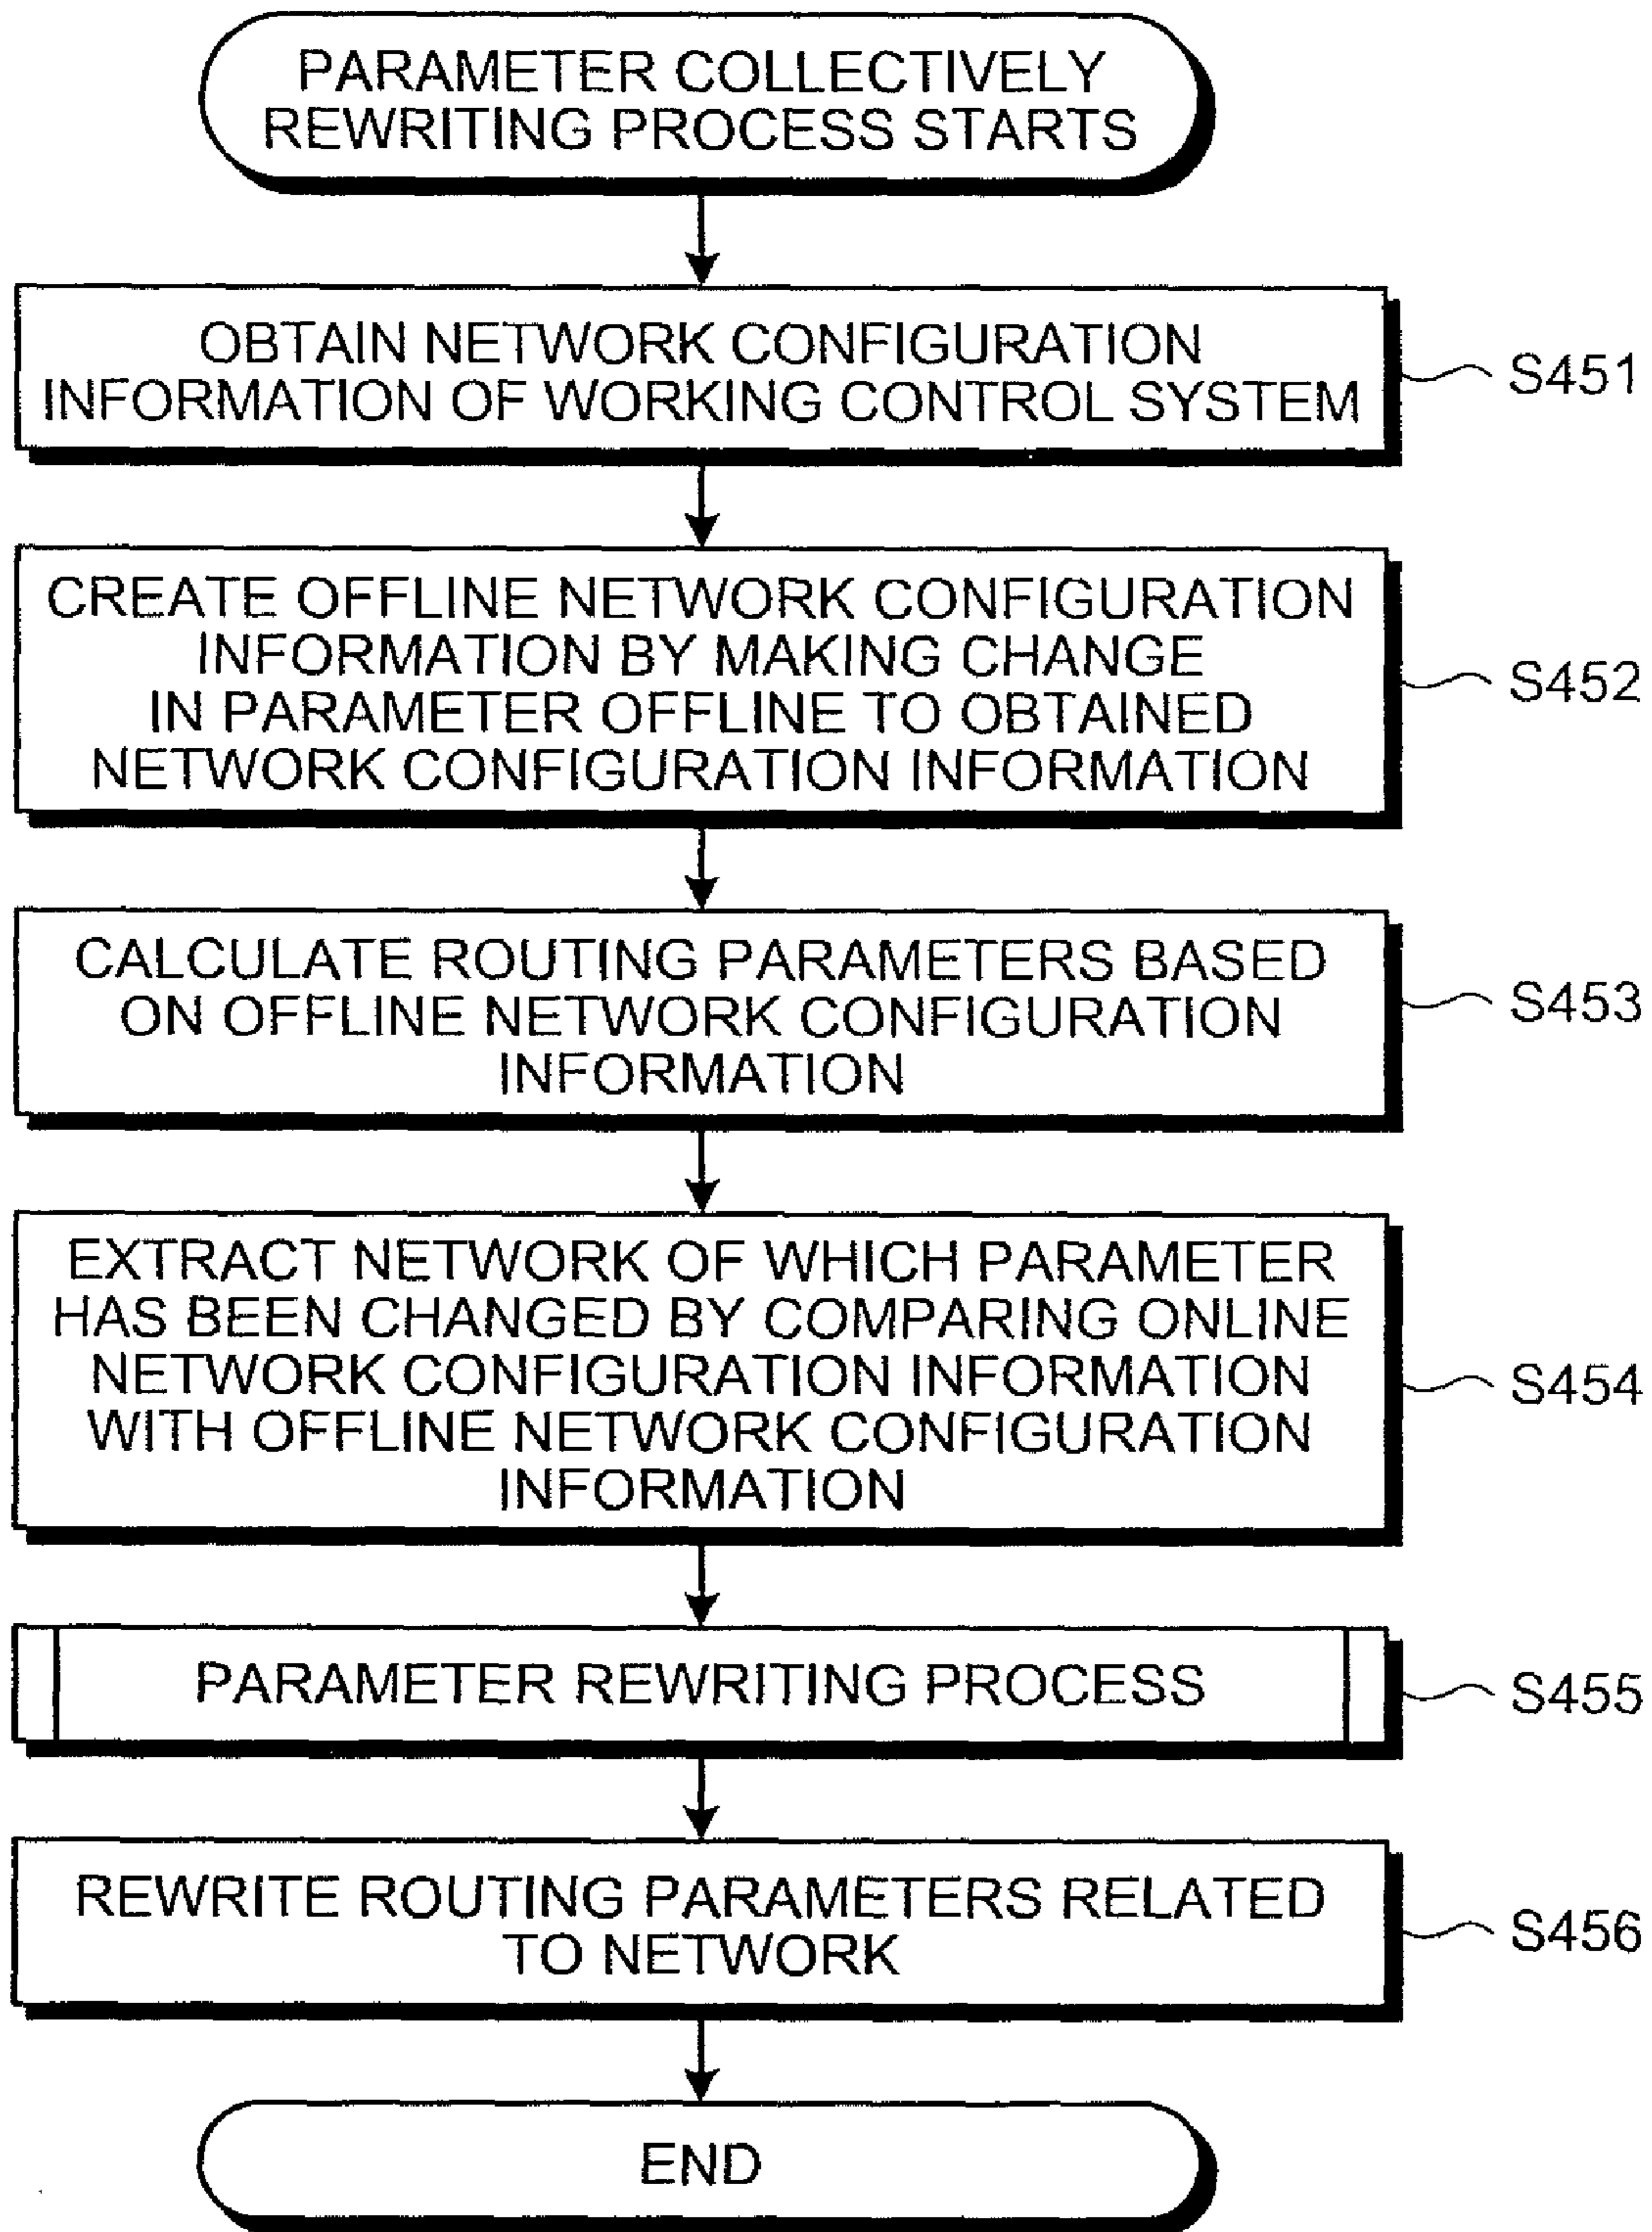 PARAMETER COLLECTIVELY
REWRITING PROCESS STARTS
OBTAIN NETWORK CONFIGURATION
INFORMATION OF WORKING CONTROL SYSTEM
S451
CREATE OFFLINE NETWORK CONFIGURATION
INFORMATION BY MAKING CHANGE
IN PARAMETER OFFLINE TO OBTAINED
NETWORK CONFIGURATION INFORMATION
S452
CALCULATE ROUTING PARAMETERS BASED
ON OFFLINE NETWORK CONFIGURATION
INFORMATION
S453
EXTRACT NETWORK OF WHICH PARAMETER
HAS BEEN CHANGED BY COMPARING ONLINE
NETWORK CONFIGURATION INFORMATION
WITH OFFLINE NETWORK CONFIGURATION
INFORMATION
S454
PARAMETER REWRITING PROCESS
S455
REWRITE ROUTING PARAMETERS RELATED
TO NETWORK
S456
END